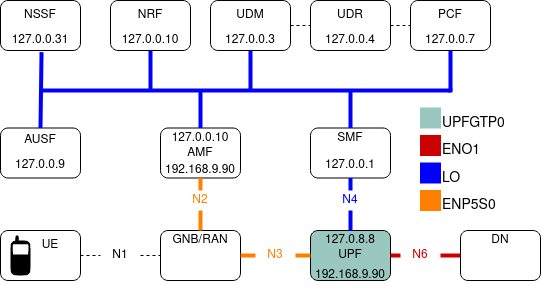 NSSF
127.0.0.31
NRF
127.0.0.10
UDM
127.0.0.3
UDR
127.0.0.4
PCF
127.0.0.7
AUSF
127.0.0.9
127.0.0.10
AMF
192.168.9.90
SMF
127.0.0.1
UPFGTP0
ENO1
LO
ENP5S0
N2
N4
UE
N1
GNB/RAN
N3
127.0.8.8
UPF
192.168.9.90
N6
DN